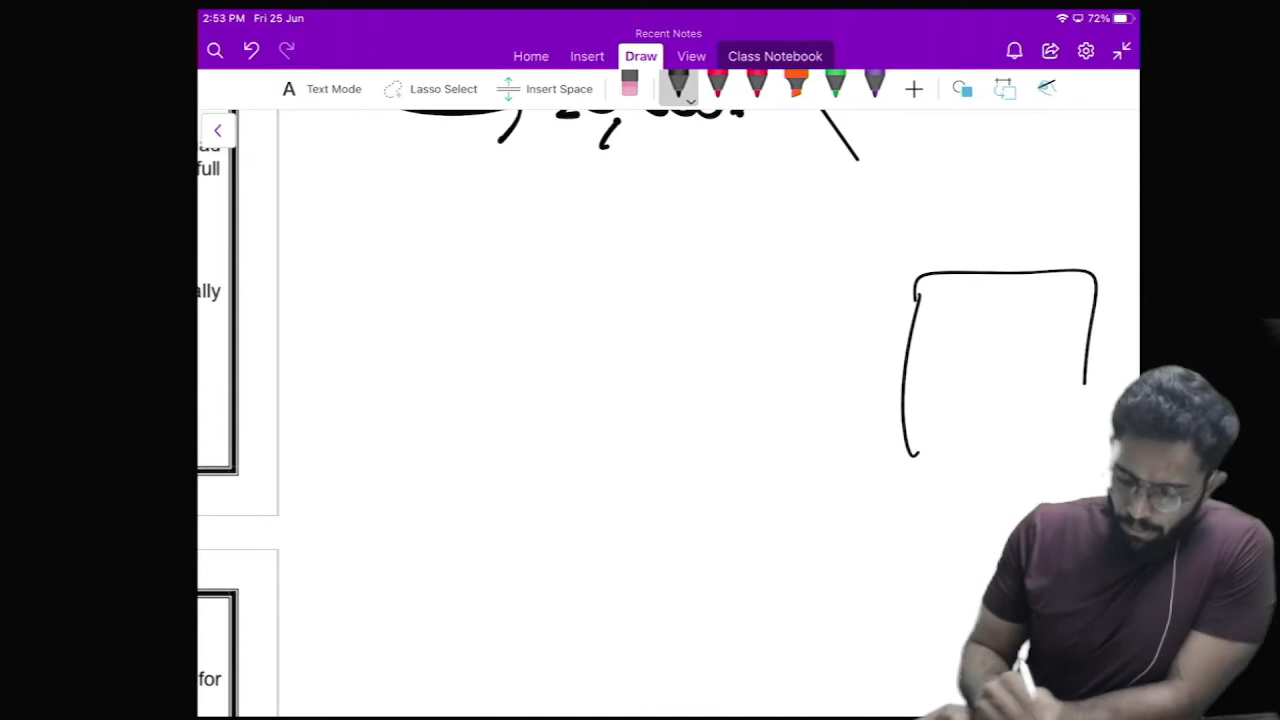 2:53 PM Fri 25 Jun
72%
Recent Notes
Home Insert Draw View Class Notebook
A Text Mode Lasso Select Insert Space
full
ally
for